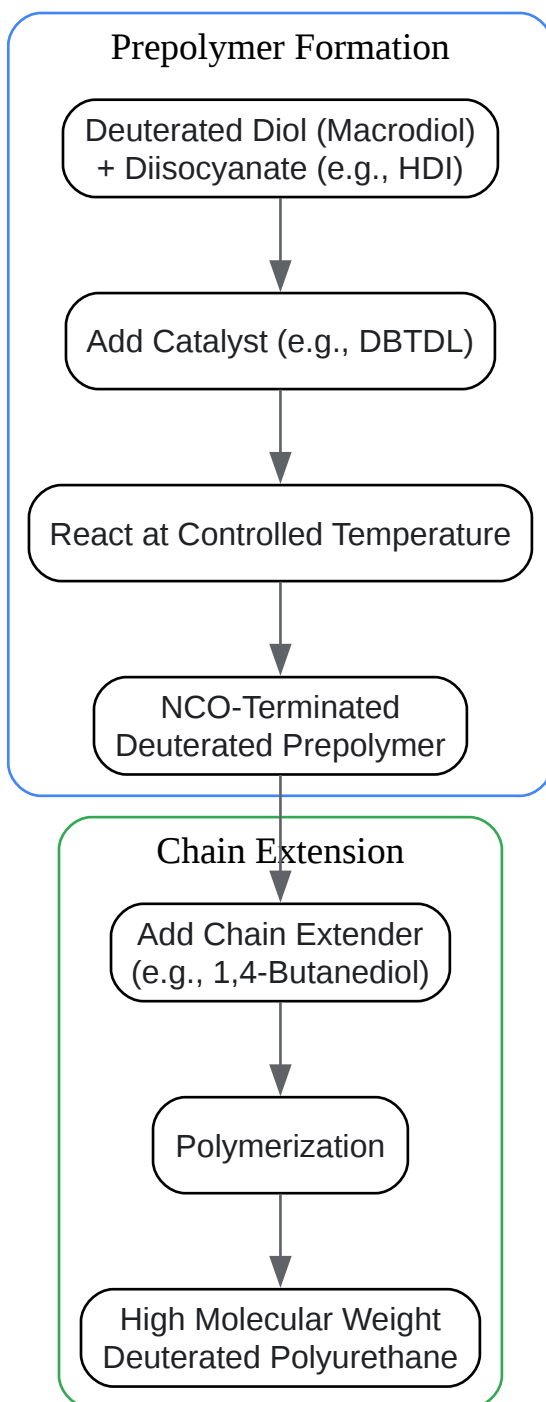 Prepolymer Formation
Deuterated Diol (Macrodiol)
+ Diisocyanate (e.g., HDI)
Add Catalyst (e.g., DBTDL)
React at Controlled Temperature
NCO-Terminated
Deuterated Prepolymer
Chain Extension
Add Chain Extender
(e.g., 1,4-Butanediol)
Polymerization
High Molecular Weight
Deuterated Polyurethane